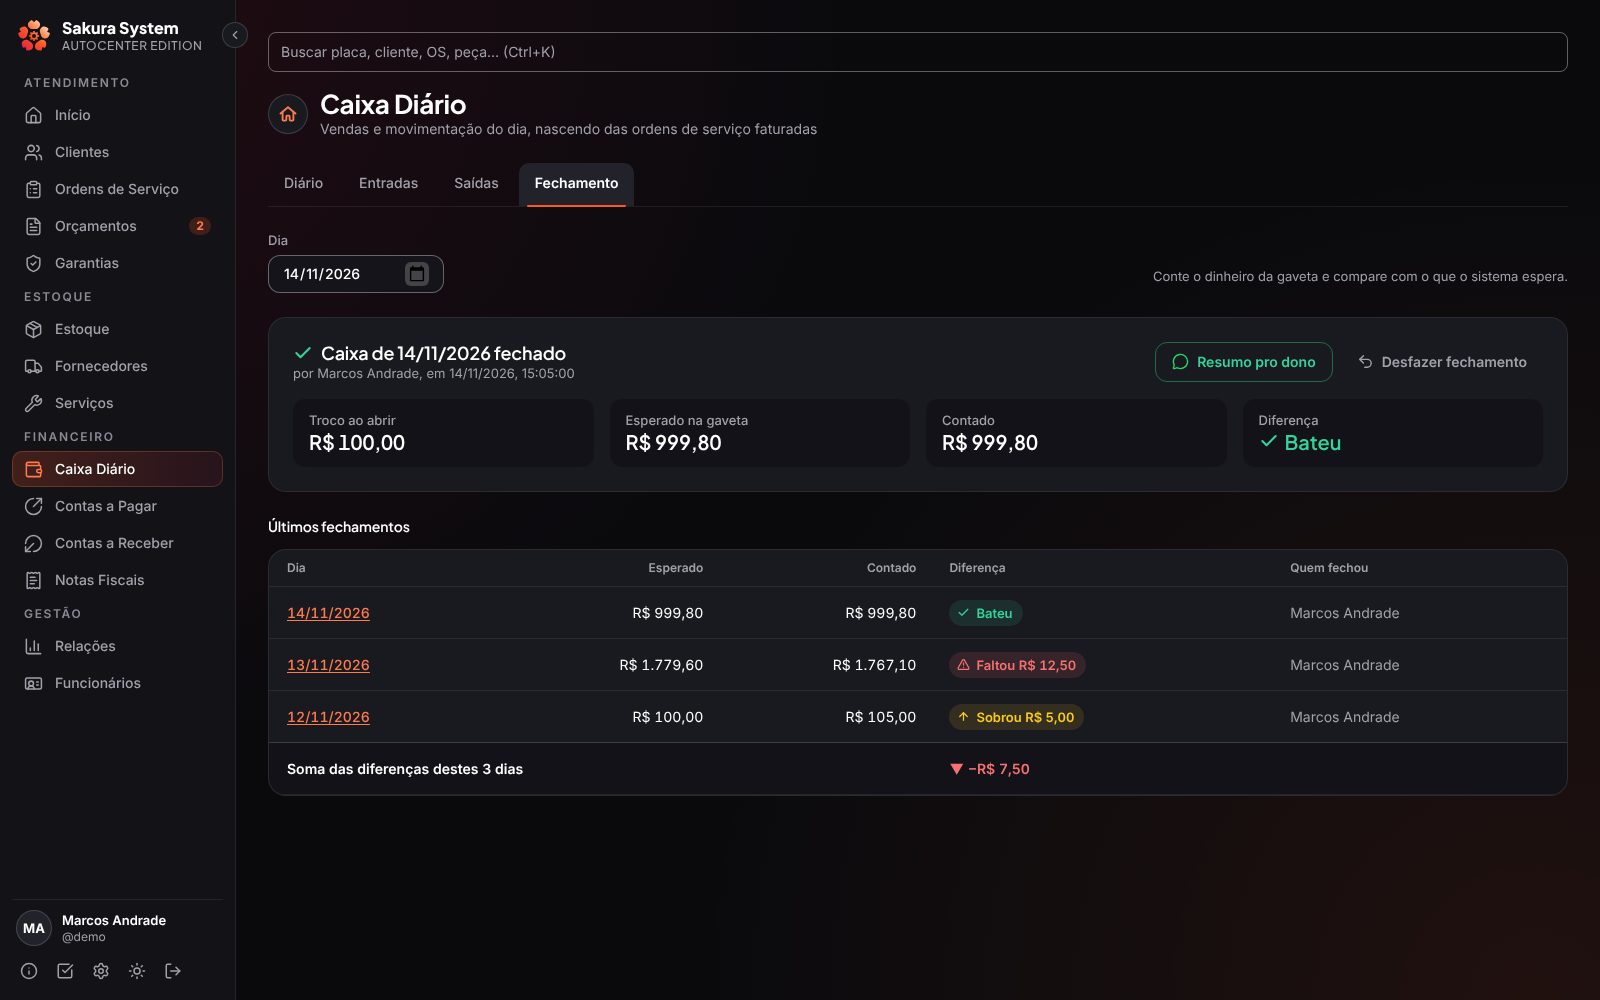 Sakura System
AUTOCENTER EDITION
ATENDIMENTO
Início
Clientes
Ordens de Serviço
Orçamentos 2
Garantias
ESTOQUE
Estoque
Fornecedores
Serviços
FINANCEIRO
Caixa Diário
Contas a Pagar
Contas a Receber
Notas Fiscais
GESTÃO
Relações
Funcionários
MA
Marcos Andrade
@demo
Buscar placa, cliente, OS, peça... (Ctrl+K)
Caixa Diário
Vendas e movimentação do dia, nascendo das ordens de serviço faturadas
Diário Entradas Saídas Fechamento
Dia
14/11/2026
Conte o dinheiro da gaveta e compare com o que o sistema espera.
Caixa de 14/11/2026 fechado
por Marcos Andrade, em 14/11/2026, 15:05:00
Resumo pro dono Desfazer fechamento
Troco ao abrir
R$ 100,00
Esperado na gaveta
R$ 999,80
Contado
R$ 999,80
Diferença
Bateu
Últimos fechamentos
Dia Esperado Contado Diferença Quem fechou
14/11/2026 R$ 999,80 R$ 999,80 Bateu Marcos Andrade
13/11/2026 R$ 1.779,60 R$ 1.767,10 Faltou R$ 12,50 Marcos Andrade
12/11/2026 R$ 100,00 R$ 105,00 Sobrou R$ 5,00 Marcos Andrade
Soma das diferenças destes 3 dias ▼ −R$ 7,50